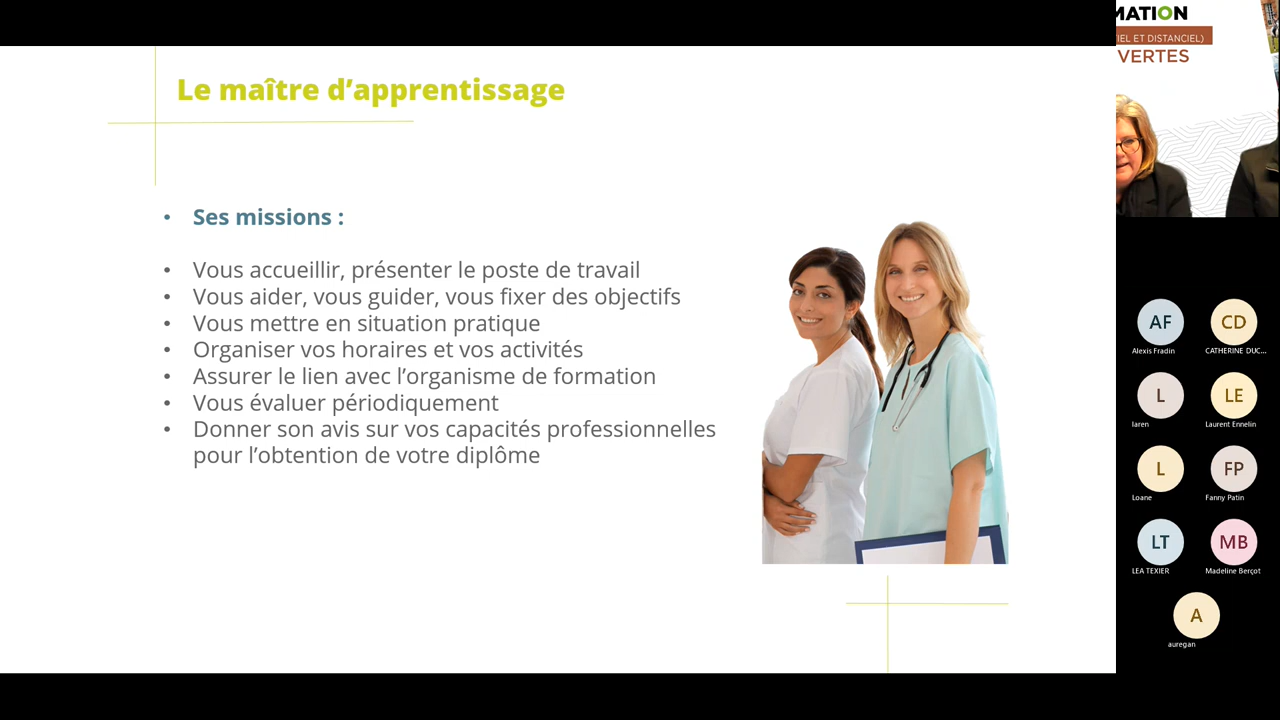 Le maître d'apprentissage
• Ses missions :
• Vous accueillir, présenter le poste de travail
• Vous aider, vous guider, vous fixer des objectifs
• Vous mettre en situation pratique
• Organiser vos horaires et vos activités
• Assurer le lien avec l'organisme de formation
• Vous évaluer périodiquement
• Donner son avis sur vos capacités professionnelles
pour l'obtention de votre diplôme
MATION
IEL ET DISTANCIEL)
VERTES
AF
Alexis Fradin
CD
CATHERINE DUC...
L
laren
LE
Laurent Ennelin
L
Loane
FP
Fanny Patin
LT
LEA TEXIER
MB
Madeline Berçot
A
auregan